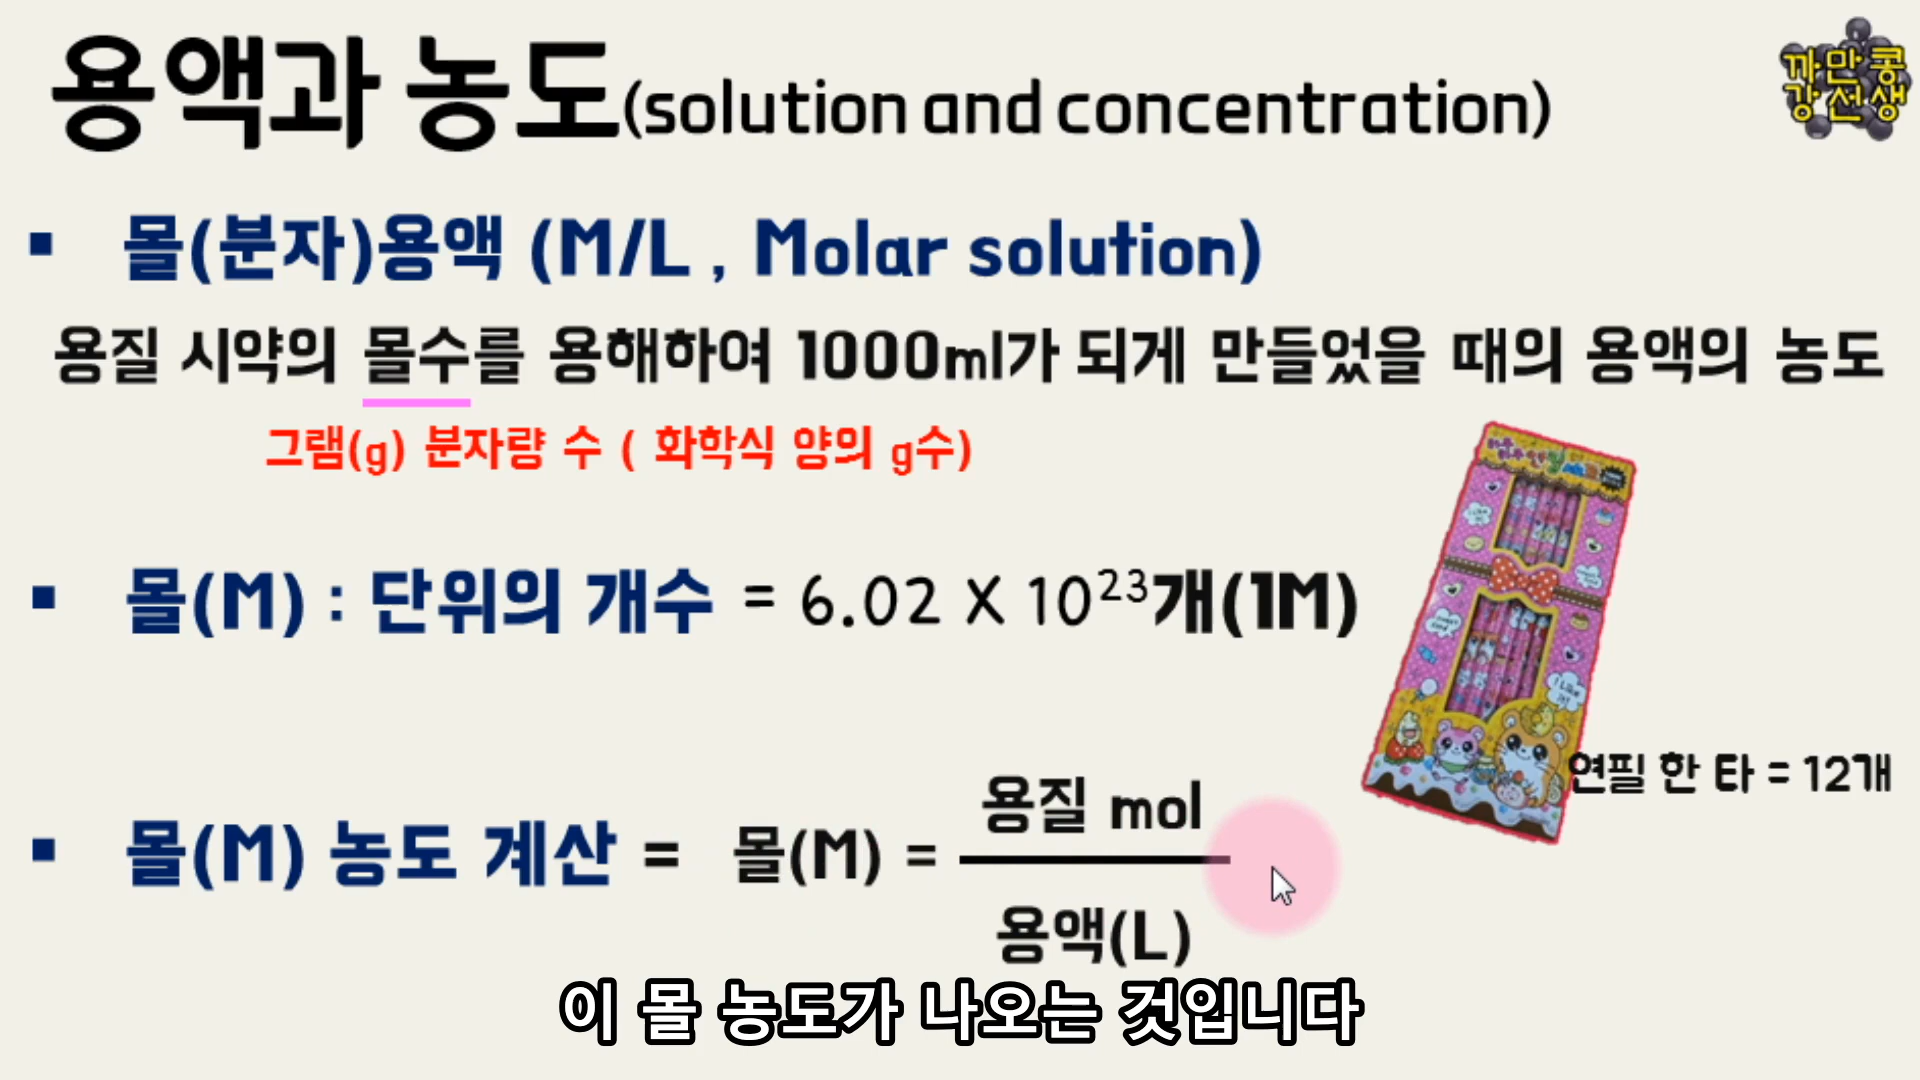 용액과 농도(solution and concentration)
까만콩
강선생
▪ 몰(분자)용액 (M/L , Molar solution)
용질 시약의 몰수를 용해하여 1000ml가 되게 만들었을 때의 용액의 농도
그램(g) 분자량 수 ( 화학식 양의 g수)
▪ 몰(M) : 단위의 개수 = 6.02 X 10²³개(1M)
I Like it!
연필 한 타 = 12개
▪ 몰(M) 농도 계산 = 몰(M) =
용질 mol
용액(L)
이 몰 농도가 나오는 것입니다